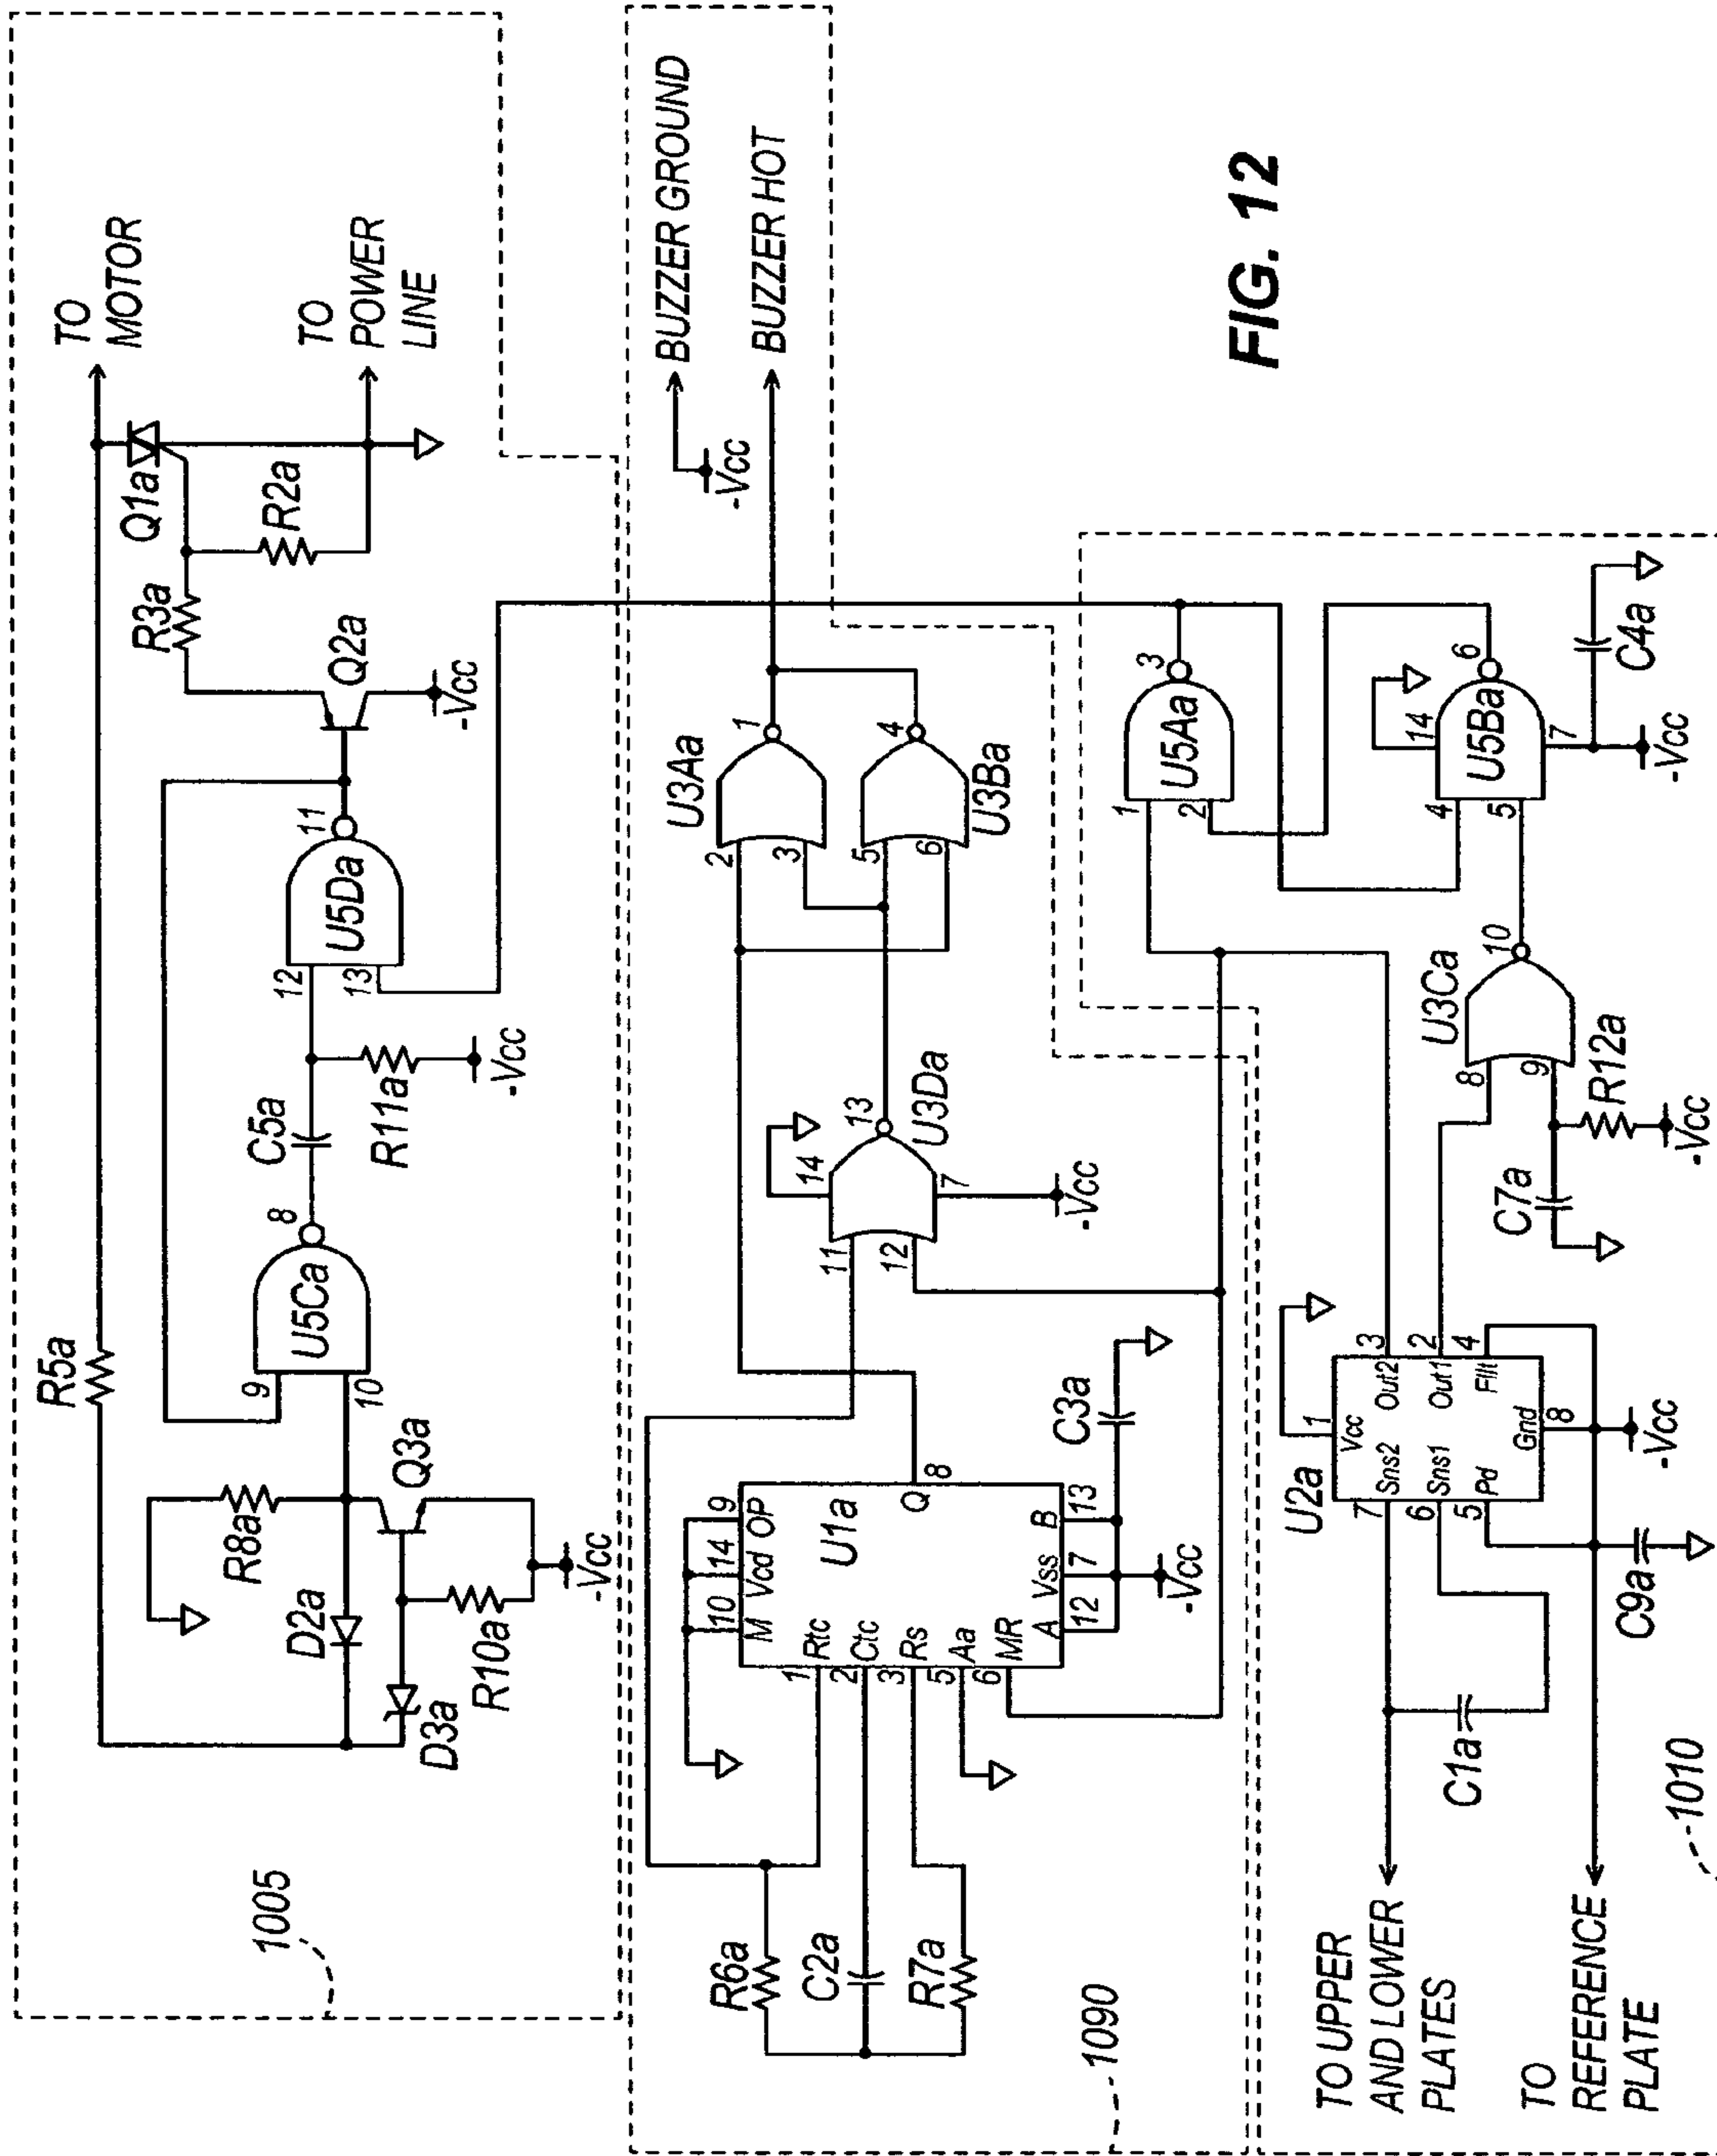 1005
R5a
TO
MOTOR
Q1a
R2a
R3a
TO
POWER
LINE
Q2a
-Vcc
11
U5Da
12
13
C5a
R11a
-Vcc
8
U5Ca
9
10
R8a
D2a
Q3a
D3a
R10a
-Vcc
1090
BUZZER GROUND
-Vcc
BUZZER HOT
U3Aa
1
2
3
4
5
6
U3Ba
13
14
U3Da
7
-Vcc
11
12
U1a
9
14
10
OP
Vcd
M
Q
8
1
Rtc
2
Ctc
3
Rs
5
Aa
6
MR
A
Vss
B
12
7
13
-Vcc
C3a
R6a
C2a
R7a
FIG. 12
3
U5Aa
1
2
6
U5Ba
14
7
4
5
-Vcc
C4a
U3Ca
10
8
9
R12a
-Vcc
C7a
U2a
1
Vcc
7
Sns2
6
Sns1
5
Pd
Out2
3
Out1
2
Fllt
4
Gnd
8
-Vcc
C1a
C9a
TO UPPER
AND LOWER
PLATES
TO
REFERENCE
PLATE
1010